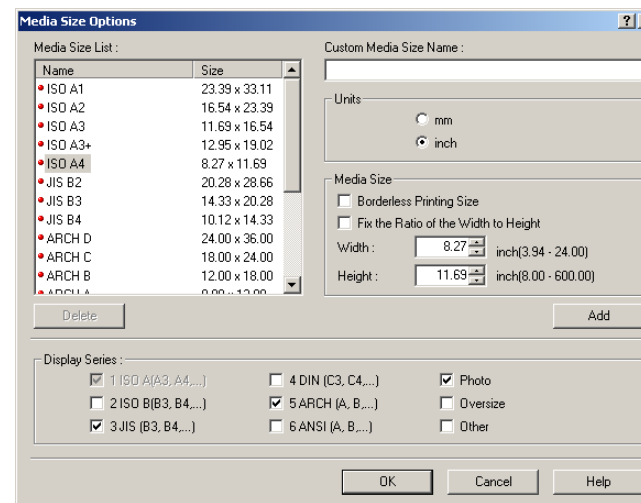 Media Size Options
Media Size List :
Custom Media Size Name :
Name Size
ISO A1 23.39 x 33.11
ISO A2 16.54 x 23.39
ISO A3 11.69 x 16.54
ISO A3+ 12.95 x 19.02
ISO A4 8.27 x 11.69
JIS B2 20.28 x 28.66
JIS B3 14.33 x 20.28
JIS B4 10.12 x 14.33
ARCH D 24.00 x 36.00
ARCH C 18.00 x 24.00
ARCH B 12.00 x 18.00
Delete
Units
mm
inch
Media Size
Borderless Printing Size
Fix the Ratio of the Width to Height
Width : 8.27 inch(3.94 - 24.00)
Height : 11.69 inch(8.00 - 600.00)
Add
Display Series :
1 ISO A(A3, A4,...) 4 DIN (C3, C4,...) Photo
2 ISO B(B3, B4,...) 5 ARCH (A, B,...) Oversize
3 JIS (B3, B4,...) 6 ANSI (A, B,...) Other
OK Cancel Help